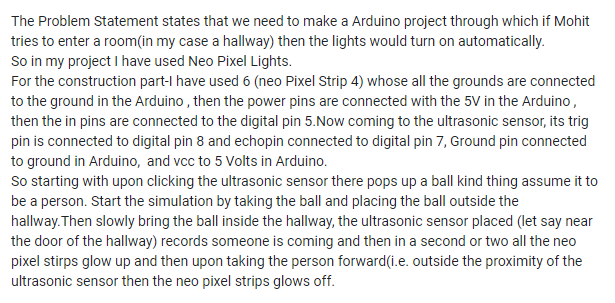 The Problem Statement states that we need to make a Arduino project through which if Mohit
tries to enter a room(in my case a hallway) then the lights would turn on automatically.
So in my project I have used Neo Pixel Lights.
For the construction part-I have used 6 (neo Pixel Strip 4) whose all the grounds are connected
to the ground in the Arduino , then the power pins are connected with the 5V in the Arduino ,
then the in pins are connected to the digital pin 5.Now coming to the ultrasonic sensor, its trig
pin is connected to digital pin 8 and echopin connected to digital pin 7, Ground pin connected
to ground in Arduino,  and vcc to 5 Volts in Arduino.
So starting with upon clicking the ultrasonic sensor there pops up a ball kind thing assume it to
be a person. Start the simulation by taking the ball and placing the ball outside the
hallway.Then slowly bring the ball inside the hallway, the ultrasonic sensor placed (let say near
the door of the hallway) records someone is coming and then in a second or two all the neo
pixel stirps glow up and then upon taking the person forward(i.e. outside the proximity of the
ultrasonic sensor then the neo pixel strips glows off.